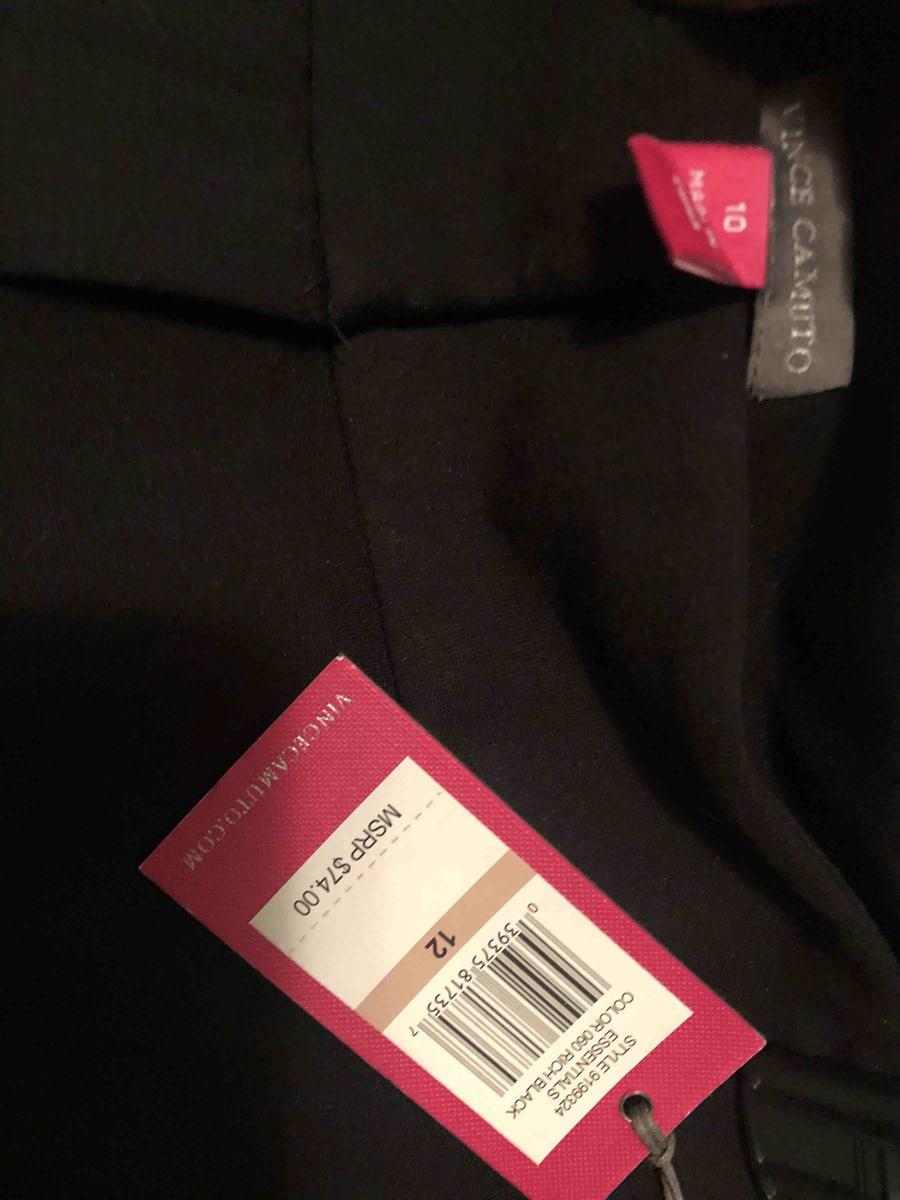 VINCE CAMUTO
10
STYLE 9199324
ESSENTIALS
COLOR 060 RICH BLACK
0 39375 81735 7
12
MSRP $74.00
VINCECAMUTO.COM